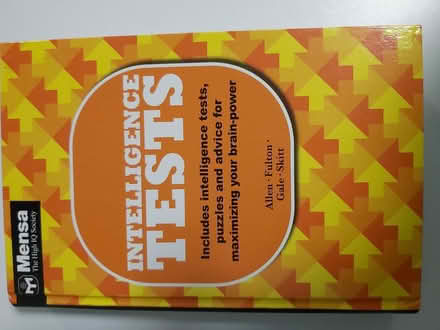 Mensa
The High IQ Society
INTELLIGENCE
TESTS
Includes intelligence tests,
puzzles and advice for
maximizing your brain-power
Allen · Fulton ·
Gale · Skitt